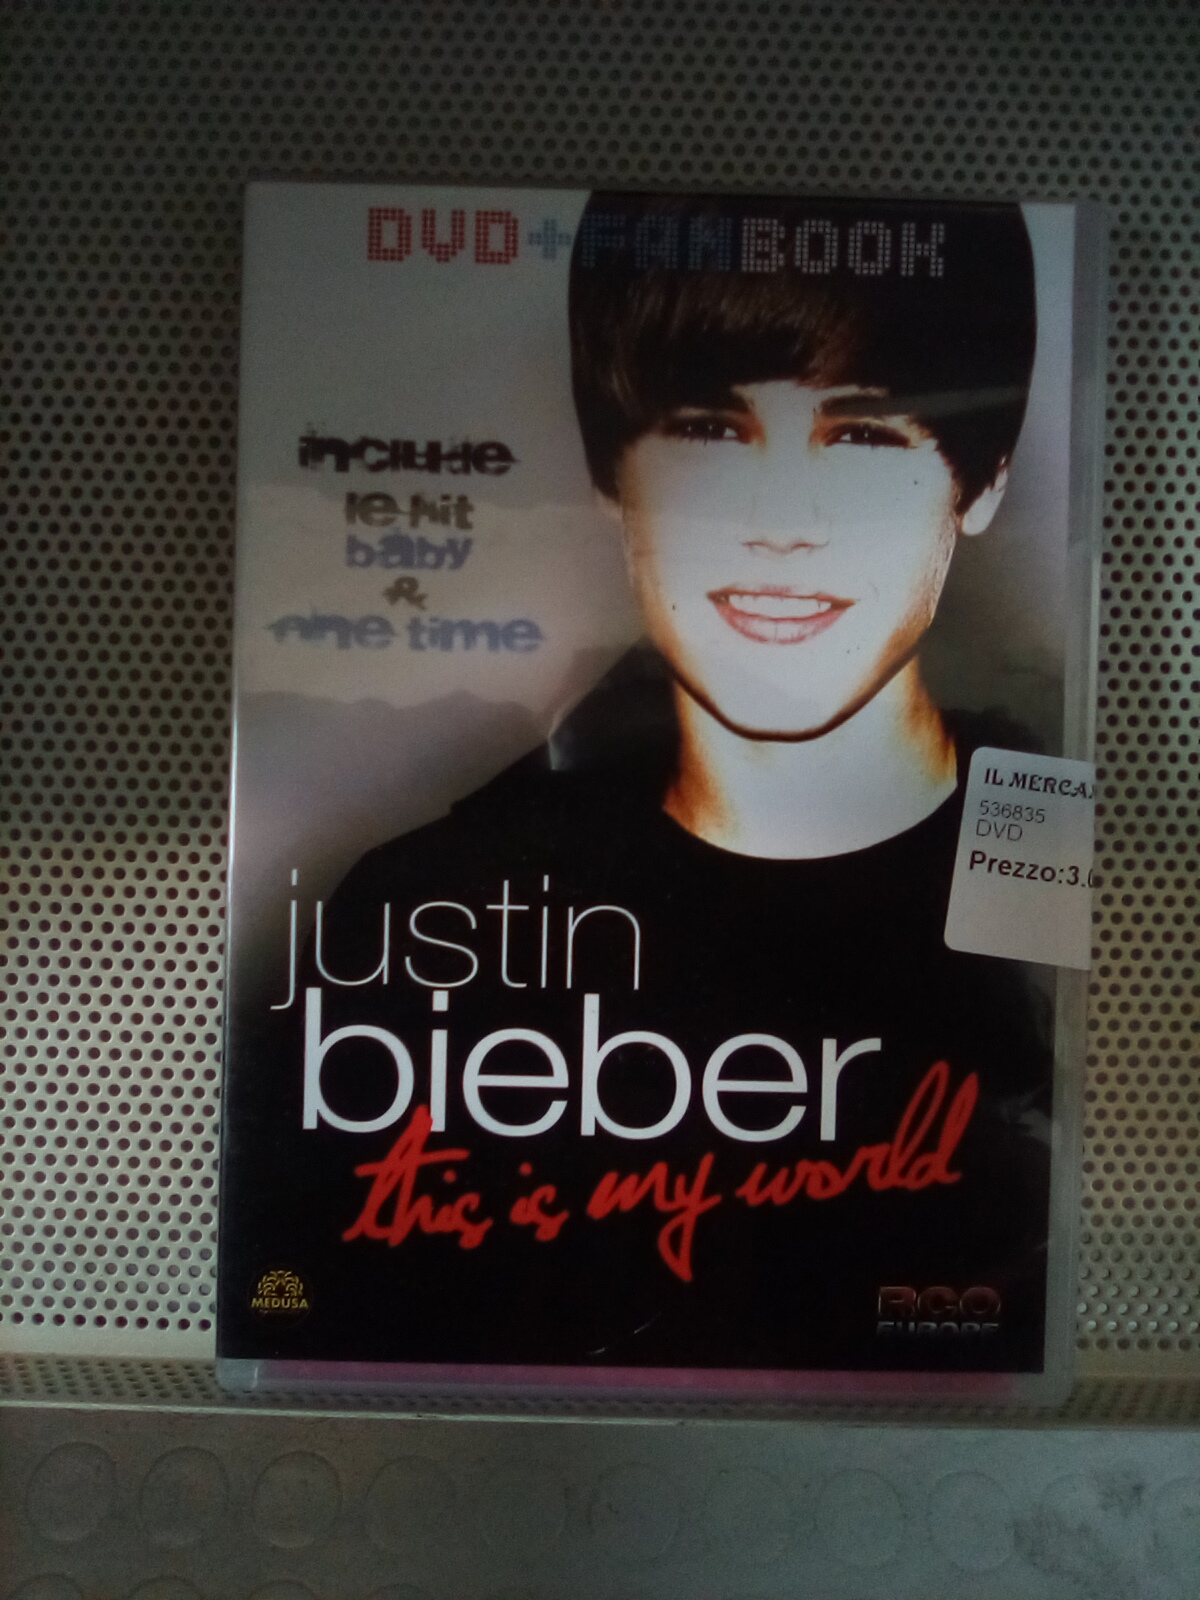 DVD+FANBOOK
include
le hit
baby
&
one time
IL MERCA
536835
DVD
Prezzo:3.
justin
bieber
this is my world
MEDUSA
RCO
EUROPE